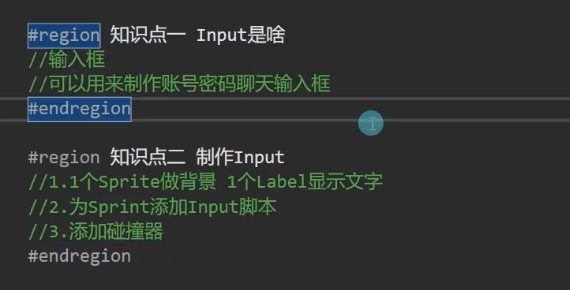 #region 知识点一 Input是啥
//输入框
//可以用来制作账号密码聊天输入框
#endregion
#region 知识点二 制作Input
//1.1个Sprite做背景 1个Label显示文字
//2.为Sprint添加Input脚本
//3.添加碰撞器
#endregion